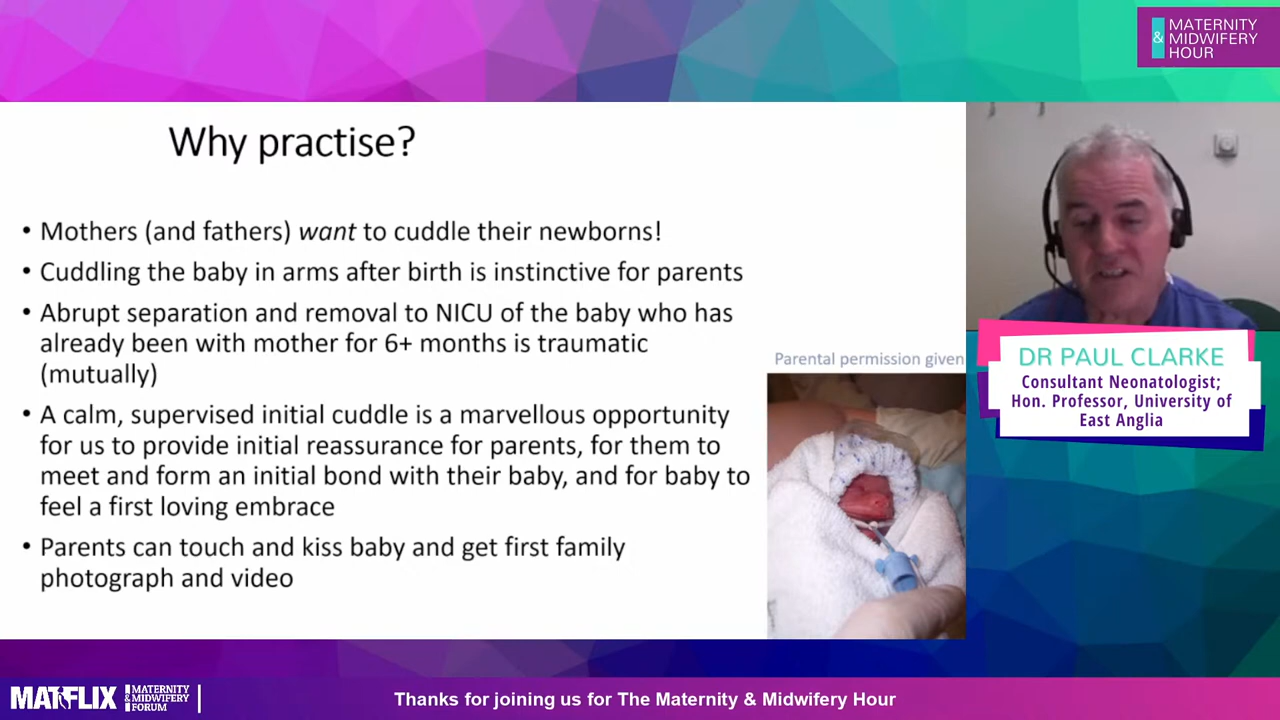 &
MATERNITY
MIDWIFERY
HOUR
Why practise?
• Mothers (and fathers) want to cuddle their newborns!
• Cuddling the baby in arms after birth is instinctive for parents
• Abrupt separation and removal to NICU of the baby who has
already been with mother for 6+ months is traumatic
(mutually)
• A calm, supervised initial cuddle is a marvellous opportunity
for us to provide initial reassurance for parents, for them to
meet and form an initial bond with their baby, and for baby to
feel a first loving embrace
• Parents can touch and kiss baby and get first family
photograph and video
Parental permission given
DR PAUL CLARKE
Consultant Neonatologist;
Hon. Professor, University of
East Anglia
MATFLIX
MATERNITY
&MIDWIFERY
FORUM
Thanks for joining us for The Maternity & Midwifery Hour